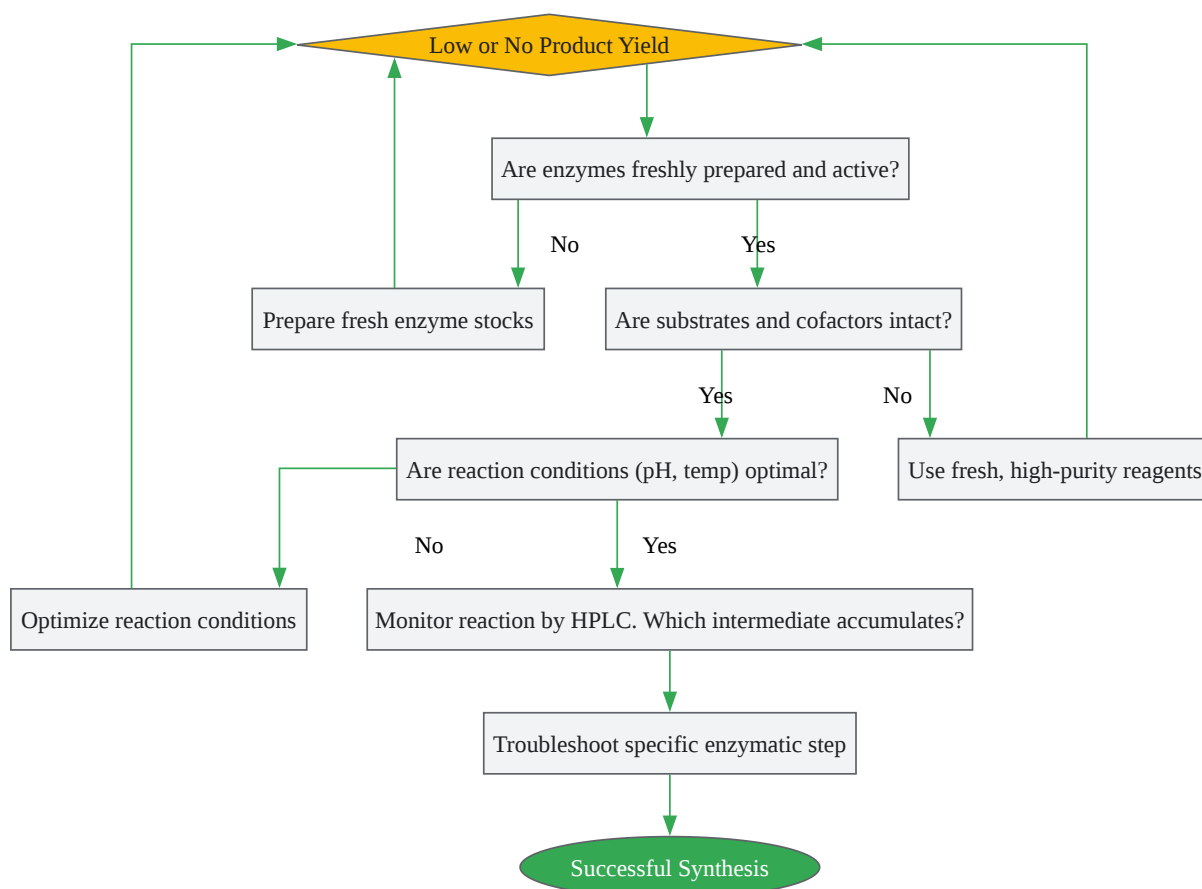 Low or No Product Yield
Are enzymes freshly prepared and active?
No
Yes
Prepare fresh enzyme stocks
Are substrates and cofactors intact?
Yes
No
Are reaction conditions (pH, temp) optimal?
Use fresh, high-purity reagents
No
Yes
Optimize reaction conditions
Monitor reaction by HPLC. Which intermediate accumulates?
Troubleshoot specific enzymatic step
Successful Synthesis